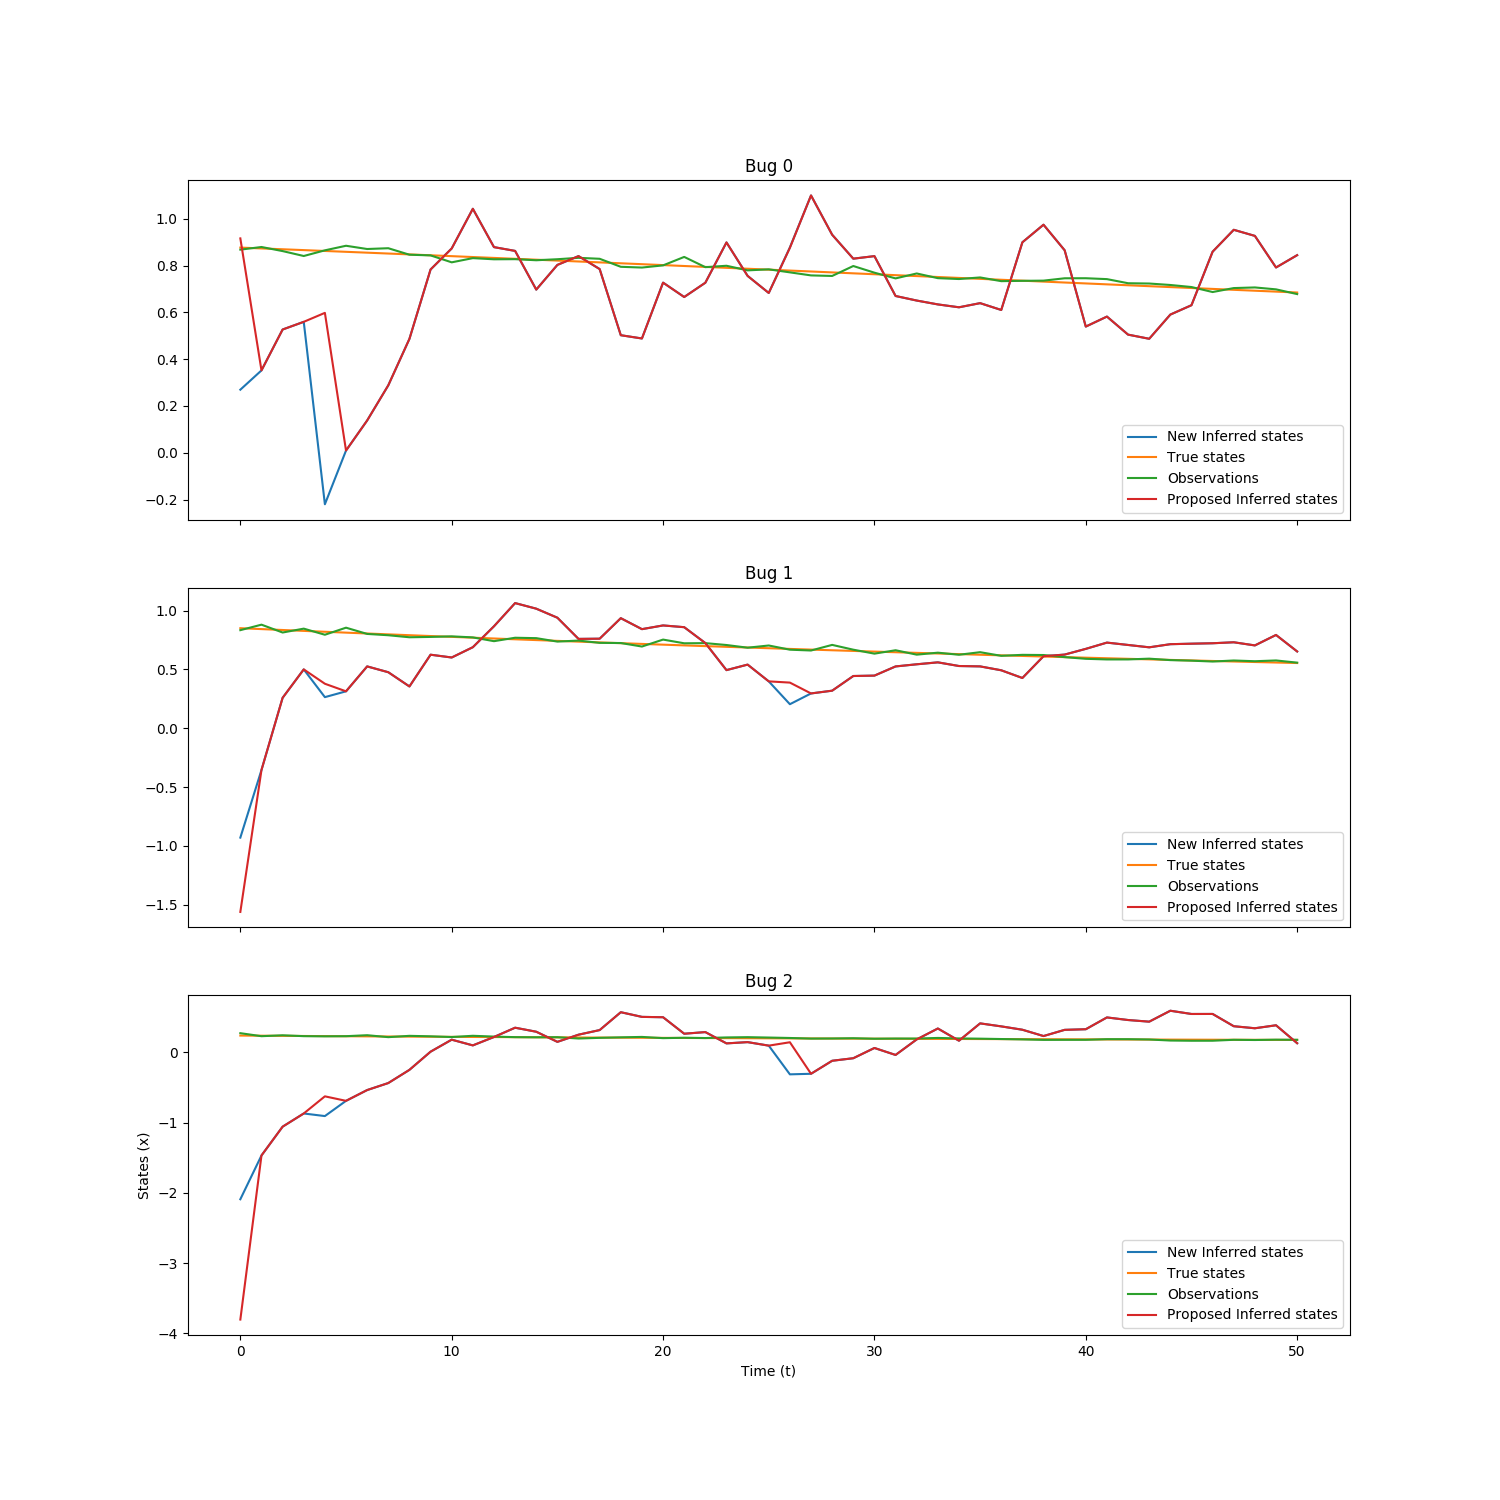 Bug 0
1.0
0.8
0.6
0.4
0.2
0.0
−0.2
New Inferred states
True states
Observations
Proposed Inferred states
Bug 1
1.0
0.5
0.0
−0.5
−1.0
−1.5
New Inferred states
True states
Observations
Proposed Inferred states
Bug 2
0
−1
−2
−3
−4
States (x)
New Inferred states
True states
Observations
Proposed Inferred states
0 10 20 30 40 50
Time (t)